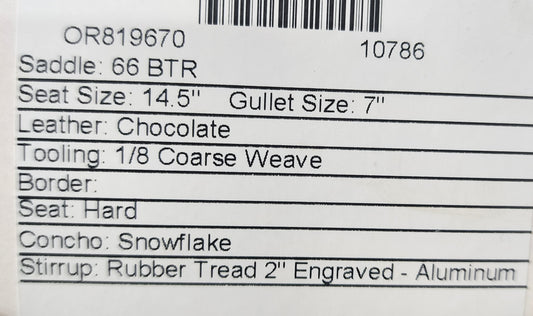 OR819670 10786
Saddle: 66 BTR
Seat Size: 14.5" Gullet Size: 7"
Leather: Chocolate
Tooling: 1/8 Coarse Weave
Border:
Seat: Hard
Concho: Snowflake
Stirrup: Rubber Tread 2" Engraved - Aluminum